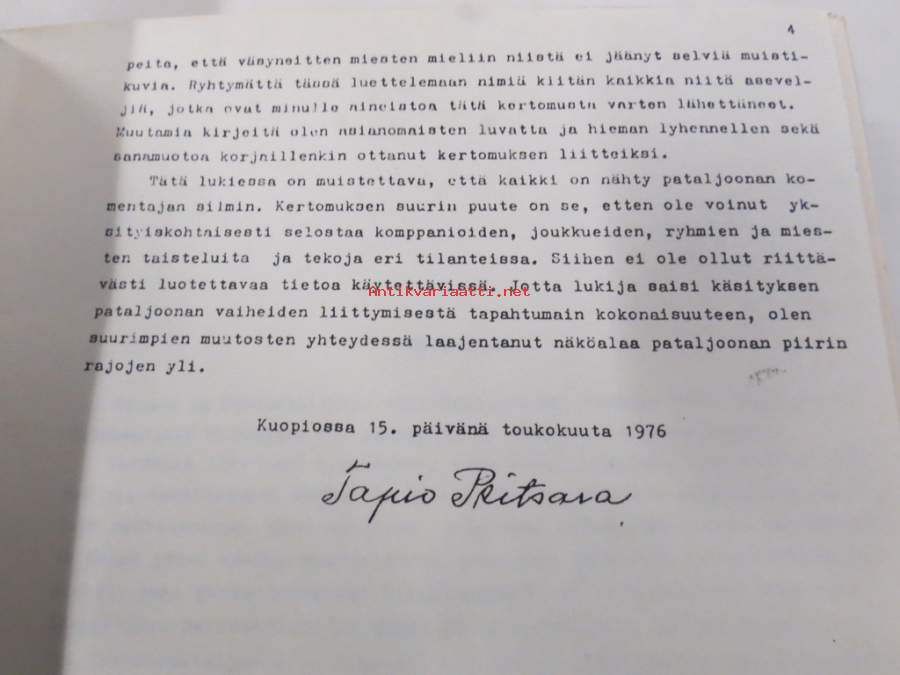 4
peita, että väsyneitten miesten mieliin niistä ei jäänyt selviä muisti-
kuvia. Ryhtymättä tässä luettelemaan nimiä kiitän kaikkia niitä asevel-
jiä, jotka ovat minulle aineistoa tätä kertomusta varten lähettäneet.
Muutamia kirjeitä olen asianomaisten luvatta ja hieman lyhennellen sekä
sanamuotoa korjaillenkin ottanut kertomuksen liitteiksi.
Tätä lukiessa on muistettava, että kaikki on nähty pataljoonan ko-
mentajan silmin. Kertomuksen suurin puute on se, etten ole voinut yk-
sityiskohtaisesti selostaa komppanioiden, joukkueiden, ryhmien ja mies-
ten taisteluita ja tekoja eri tilanteissa. Siihen ei ole ollut riittä-
västi luotettavaa tietoa käytettävissä. Jotta lukija saisi käsityksen
Antikvariaatti.net
pataljoonan vaiheiden liittymisestä tapahtumain kokonaisuuteen, olen
suurimpien muutosten yhteydessä laajentanut näköalaa pataljoonan piirin
rajojen yli.
Kuopiossa 15. päivänä toukokuuta 1976
Tapio Peitsara